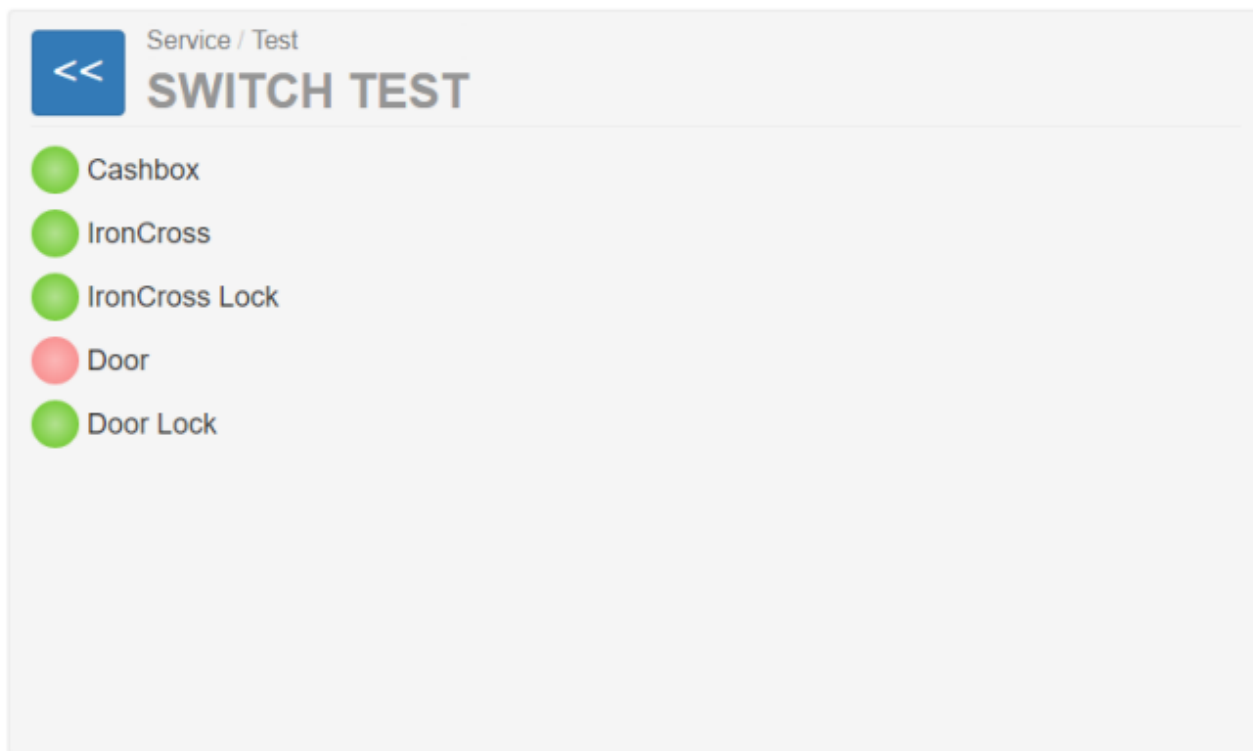 <<
Service / Test
SWITCH TEST
Cashbox
IronCross
IronCross Lock
Door
Door Lock